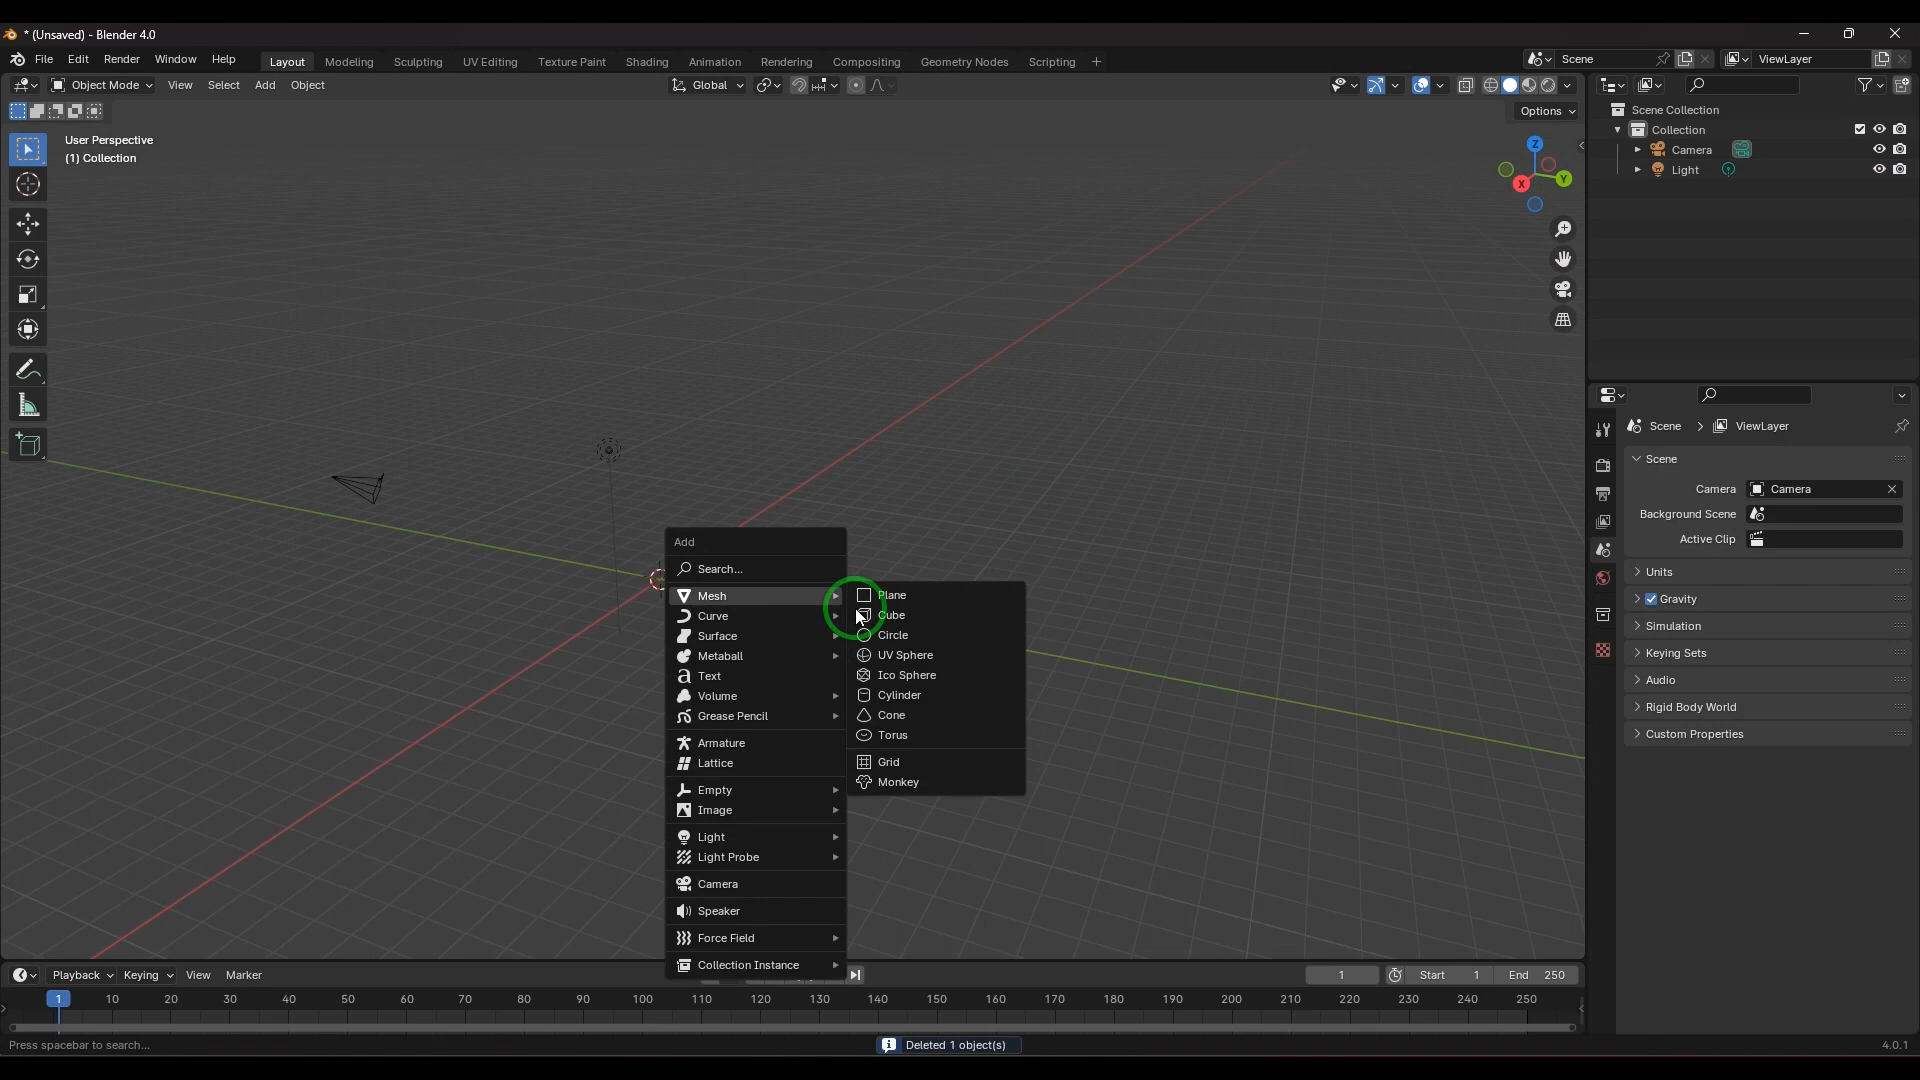 * (Unsaved) - Blender 4.0
File Edit Render Window Help Layout Modeling Sculpting UV Editing Texture Paint Shading Animation Rendering Compositing Geometry Nodes Scripting + Scene ViewLayer
Object Mode View Select Add Object Global
Options
User Perspective
(1) Collection
Z
Y
X
Scene Collection
Collection
Camera
Light
Scene > ViewLayer
Scene
Camera Camera
Background Scene
Active Clip
Units
Gravity
Simulation
Keying Sets
Audio
Rigid Body World
Custom Properties
Add
Search...
Mesh
Curve
Surface
Metaball
Text
Volume
Grease Pencil
Armature
Lattice
Empty
Image
Light
Light Probe
Camera
Speaker
Force Field
Collection Instance
Plane
Cube
Circle
UV Sphere
Ico Sphere
Cylinder
Cone
Torus
Grid
Monkey
Playback Keying View Marker 1 Start 1 End 250
1 10 20 30 40 50 60 70 80 90 100 110 120 130 140 150 160 170 180 190 200 210 220 230 240 250
Press spacebar to search... Deleted 1 object(s) 4.0.1